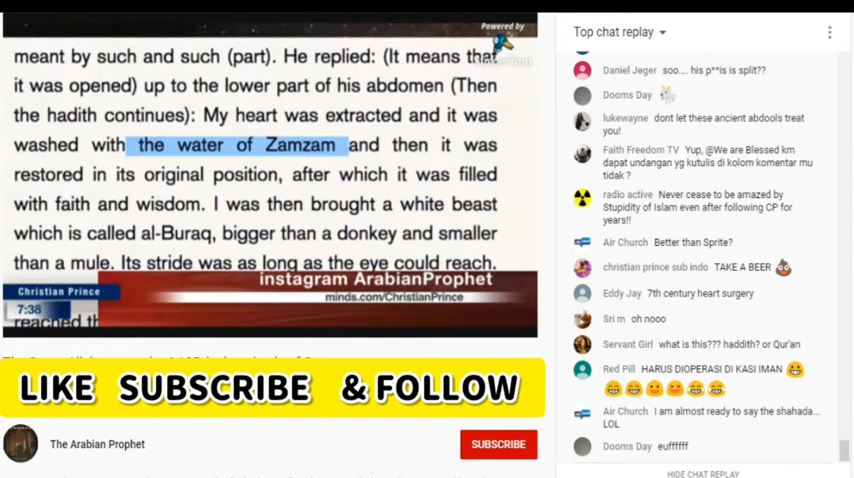 Powered by
meant by such and such (part). He replied: (It means that
it was opened) up to the lower part of his abdomen (Then
the hadith continues): My heart was extracted and it was
washed with the water of Zamzam and then it was
restored in its original position, after which it was filled
with faith and wisdom. I was then brought a white beast
which is called al-Buraq, bigger than a donkey and smaller
than a mule. Its stride was as long as the eye could reach.
instagram ArabianProphet
Christian Prince
minds.com/ChristianPrince
7:38
reached th
LIKE SUBSCRIBE & FOLLOW
The Arabian Prophet
SUBSCRIBE
Top chat replay
Daniel Jeger soo.... his p**is is split??
Dooms Day
lukewayne dont let these ancient abdools treat
you!
Faith Freedom TV Yup, @We are Blessed km
dapat undangan yg kutulis di kolom komentar mu
tidak ?
radio active Never cease to be amazed by
Stupidity of Islam even after following CP for
years!!
Air Church Better than Sprite?
christian prince sub indo TAKE A BEER 💩
Eddy Jay 7th century heart surgery
Sri m oh nooo
Servant Girl what is this??? haddith? or Qur'an
Red Pill HARUS DIOPERASI DI KASI IMAN
Air Church I am almost ready to say the shahada...
LOL
Dooms Day euffffff
HIDE CHAT REPLAY